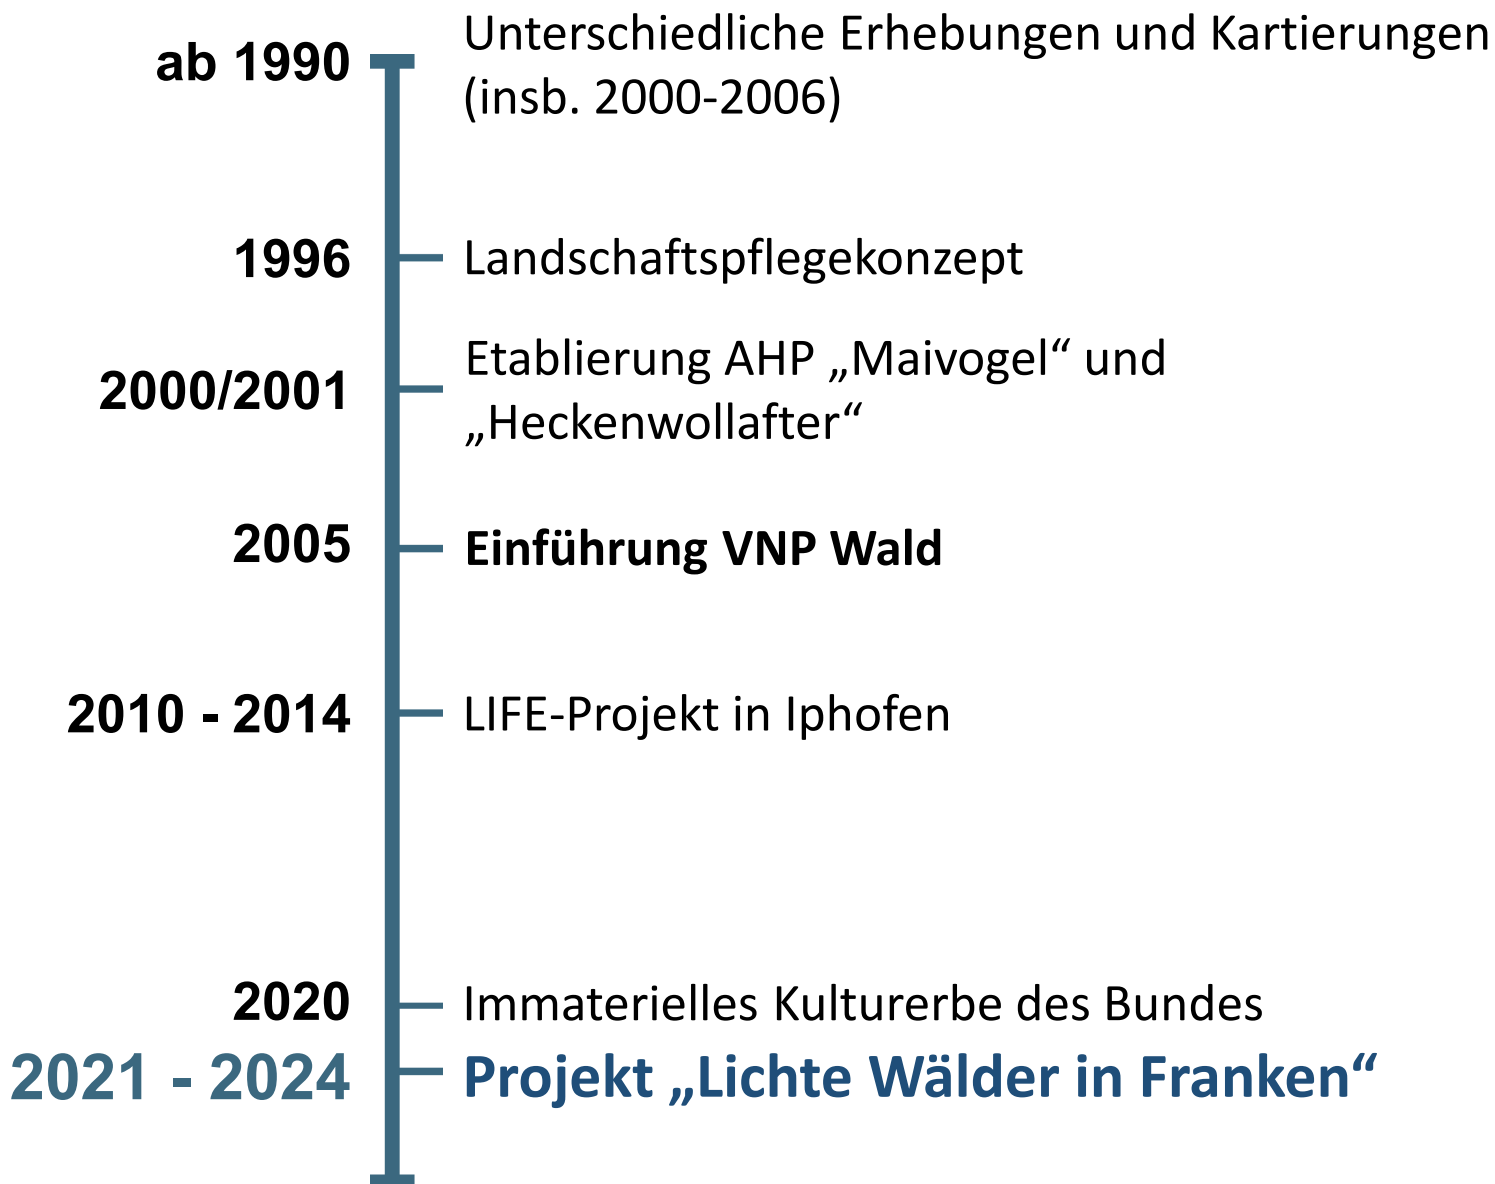 ab 1990
Unterschiedliche Erhebungen und Kartierungen
(insb. 2000-2006)
1996
Landschaftspflegekonzept
2000/2001
Etablierung AHP „Maivogel“ und
„Heckenwollafter“
2005
Einführung VNP Wald
2010 - 2014
LIFE-Projekt in Iphofen
2020
Immaterielles Kulturerbe des Bundes
2021 - 2024
Projekt „Lichte Wälder in Franken“